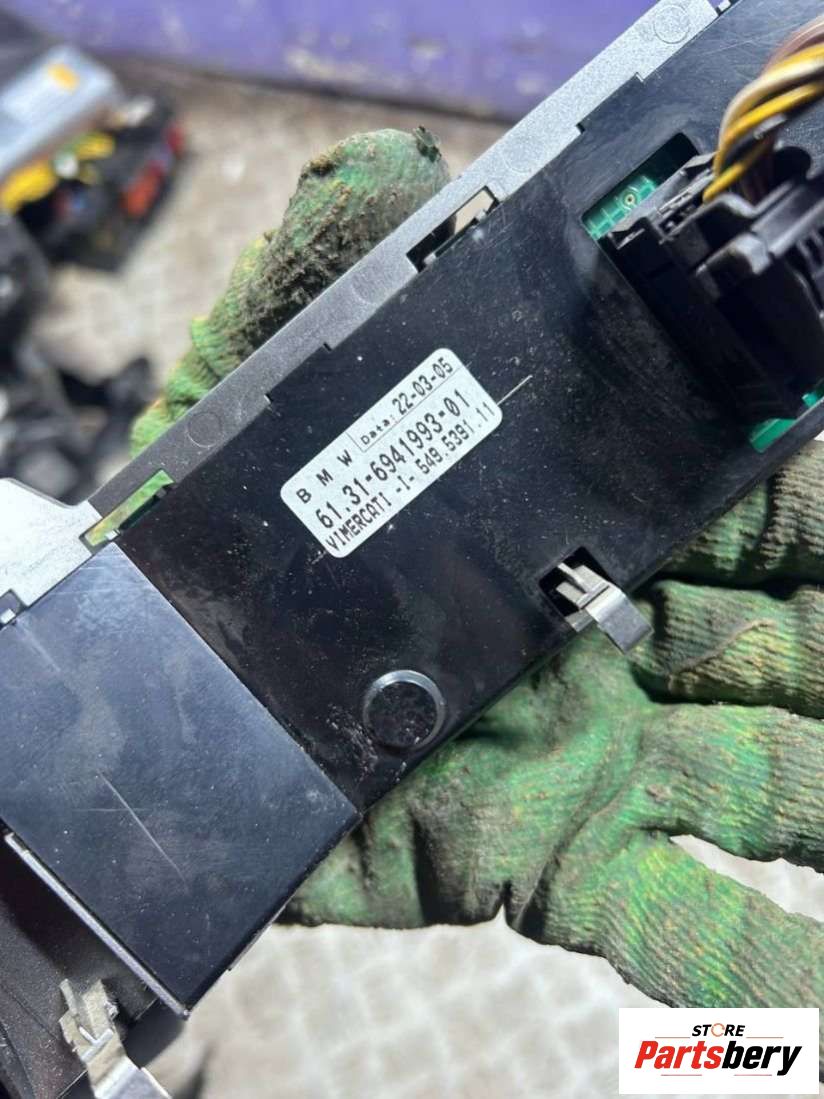 B M W Data: 22-03-05
61.31-6941993-01
VIMERCATI -I- 549.5391.11
STORE
Partsbery